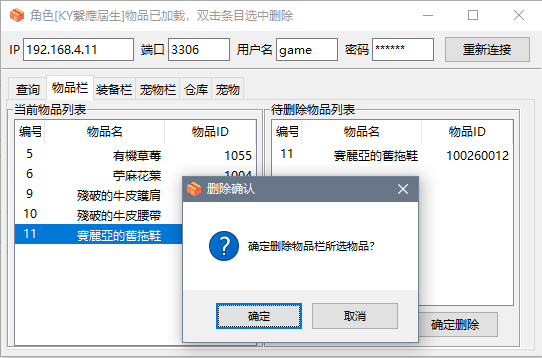 角色[KY繄應屆生]物品已加载，双击条目选中删除
IP 192.168.4.11 端口 3306 用户名 game 密码 ****** 重新连接
查询 物品栏 装备栏 宠物栏 仓库 宠物
当前物品列表 待删除物品列表
编号 物品名 物品ID 编号 物品名 物品ID
5 有機草莓 1055 11 賽麗亞的舊拖鞋 100260012
6 苧麻花葉 1004
9 殘破的牛皮護肩
10 殘破的牛皮腰帶
11 賽麗亞的舊拖鞋
删除确认
确定删除物品栏所选物品？
确定 取消
确定删除